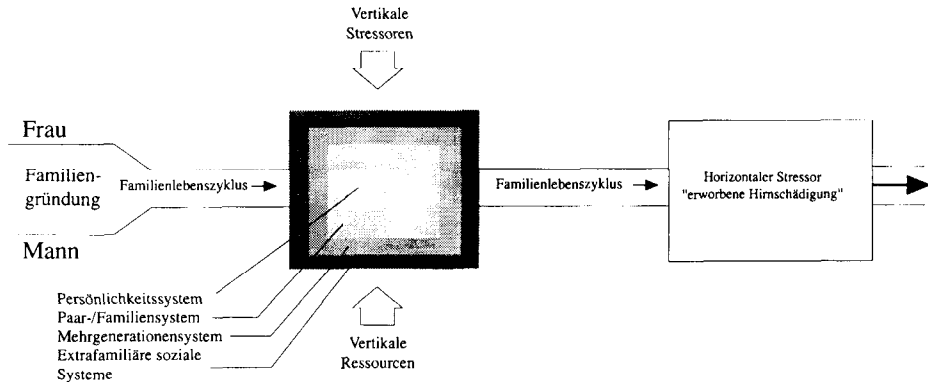 Vertikale
Stressoren
Frau
Familien-
gründung
Familienlebenszyklus
Mann
Familienlebenszyklus
Horizontaler Stressor
"erworbene Hirnschädigung"
Persönlichkeitssystem
Paar-/Familiensystem
Mehrgenerationensystem
Extrafamiliäre soziale
Systeme
Vertikale
Ressourcen